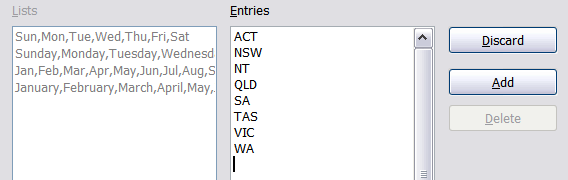 Lists
Sun,Mon,Tue,Wed,Thu,Fri,Sat
Sunday,Monday,Tuesday,Wednesda
Jan,Feb,Mar,Apr,May,Jun,Jul,Aug,S
January,February,March,April,May,.
Entries
ACT
NSW
NT
QLD
SA
TAS
VIC
WA
Discard
Add
Delete